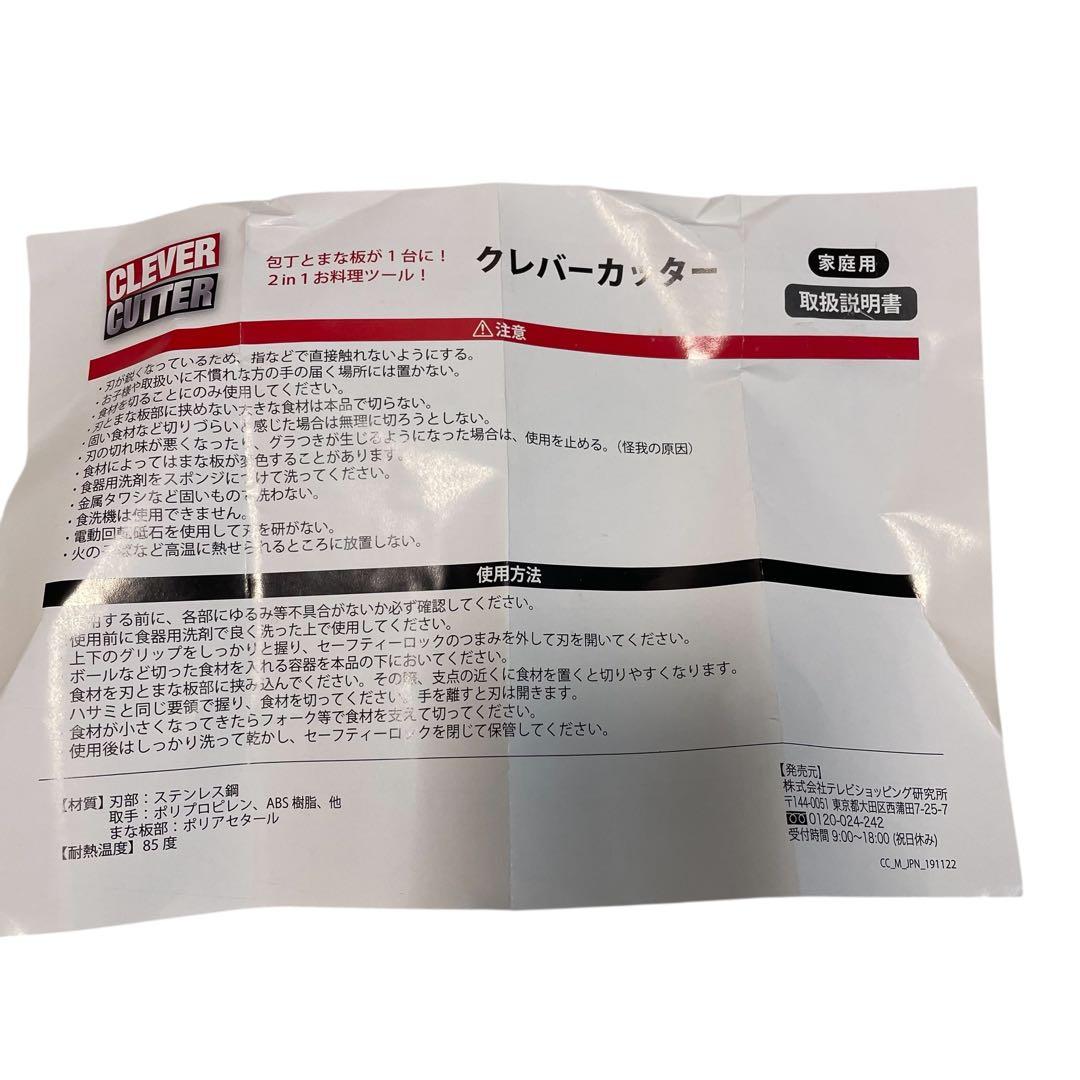 CLEVER
CUTTER
包丁とまな板が1台に!
2in1お料理ツール!
クレバーカッター
家庭用
取扱説明書
⚠注意
・刃が鋭くなっているため、指などで直接触れないようにする。
・お子様や取扱いに不慣れな方の手の届く場所には置かない。
・食材を切ることにのみ使用してください。
・刃とまな板部に挟めない大きな食材は本品で切らない。
・固い食材など切りづらいと感じた場合は無理に切ろうとしない。
・刃の切れ味が悪くなったり、グラつきが生じるようになった場合は、使用を止める。(怪我の原因)
・食材によってはまな板が変色することがあります。
・食器用洗剤をスポンジにつけて洗ってください。
・金属タワシなど固いもので洗わない。
・食洗機は使用できません。
・電動回転砥石を使用して刃を研がない。
・火のそばなど高温に熱せられるところに放置しない。
使用方法
用する前に、各部にゆるみ等不具合がないか必ず確認してください。
使用前に食器用洗剤で良く洗った上で使用してください。
上下のグリップをしっかりと握り、セーフティーロックのつまみを外して刃を開いてください。
ボールなど切った食材を入れる容器を本品の下においてください。
食材を刃とまな板部に挟み込んでください。その際、支点の近くに食材を置くと切りやすくなります。
ハサミと同じ要領で握り、食材を切ってください。手を離すと刃は開きます。
食材が小さくなってきたらフォーク等で食材を支えて切ってください。
使用後はしっかり洗って乾かし、セーフティーロックを閉じて保管してください。
【材質】刃部:ステンレス鋼
取手:ポリプロピレン、ABS樹脂、他
まな板部:ポリアセタール
【耐熱温度】85度
【発売元】
株式会社テレビショッピング研究所
〒144-0051 東京都大田区西蒲田7-25-7
0120-024-242
受付時間 9:00〜18:00 (祝日休み)
CC_M_JPN_191122